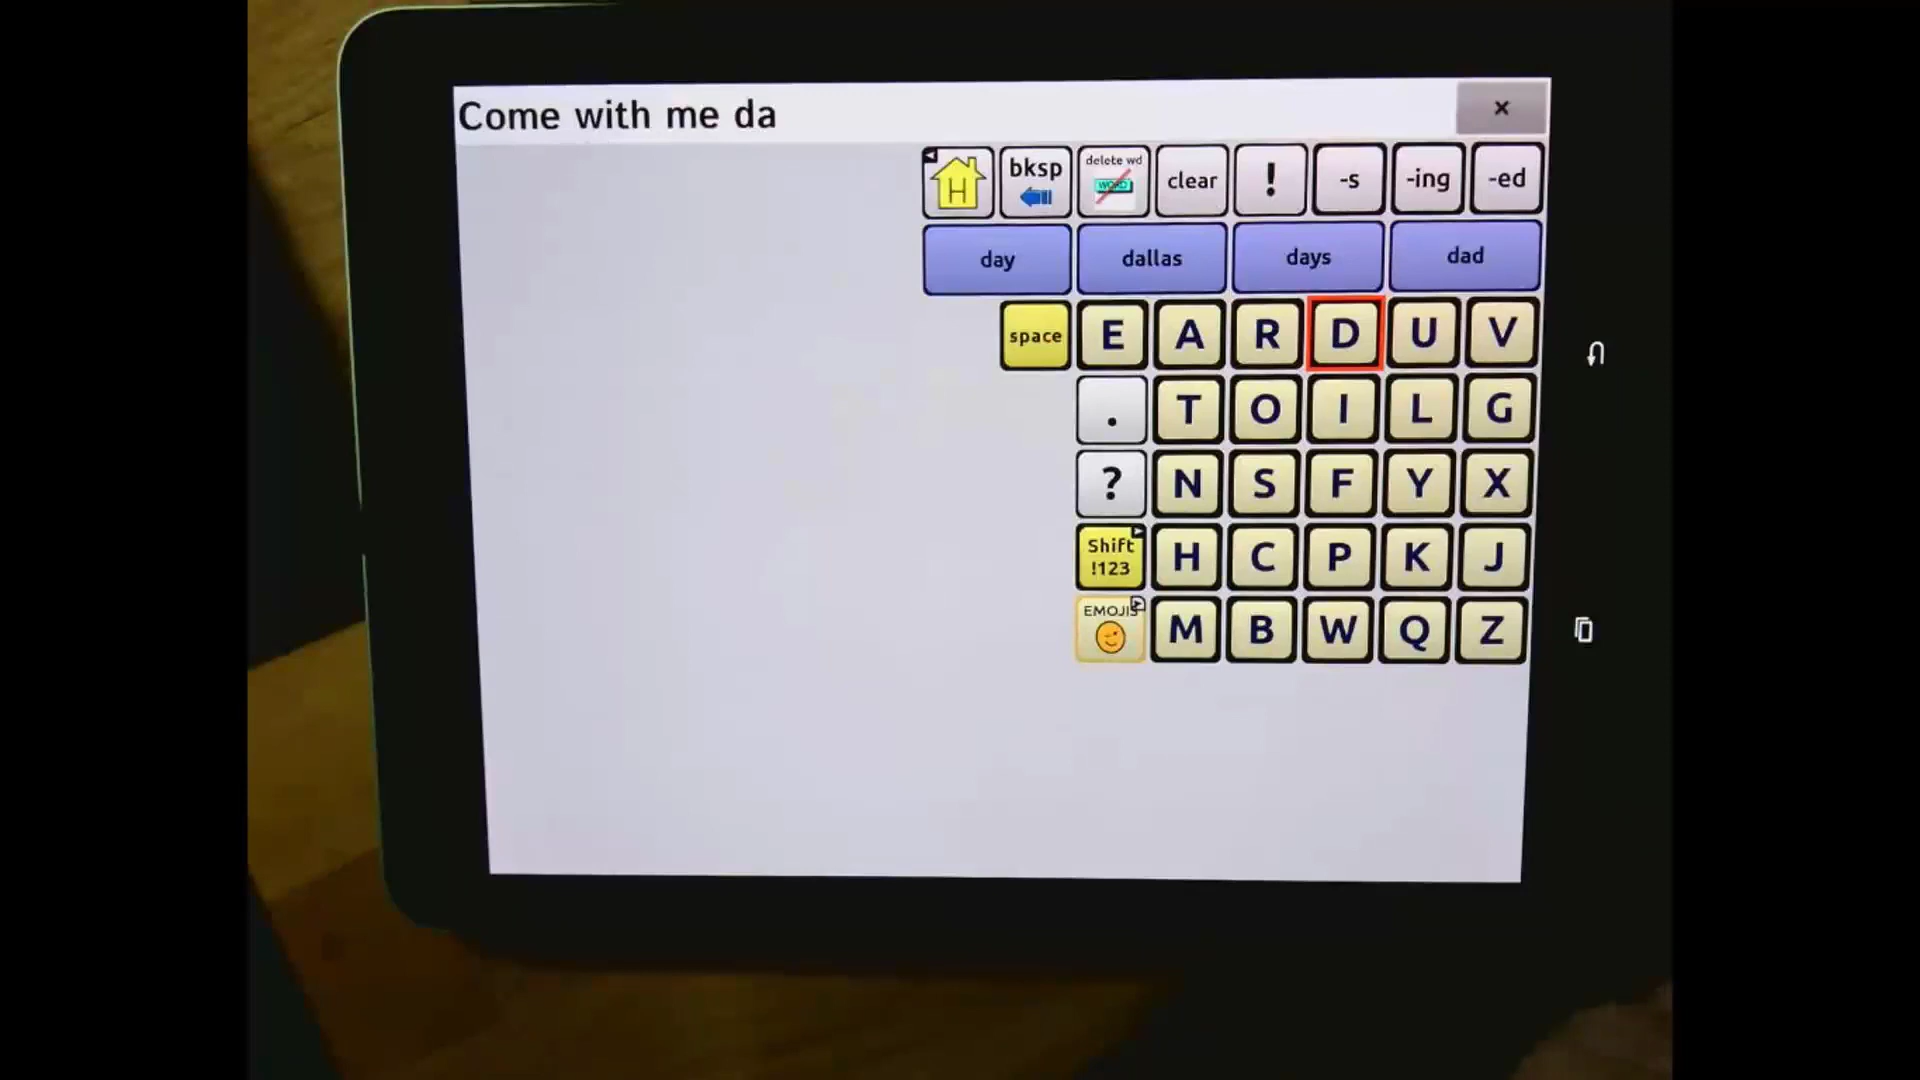 Come with me da ×
H bksp delete wd WORD clear ! -s -ing -ed
day dallas days dad
space E A R D U V
. T O I L G
? N S F Y X
Shift !123 H C P K J
EMOJIS M B W Q Z